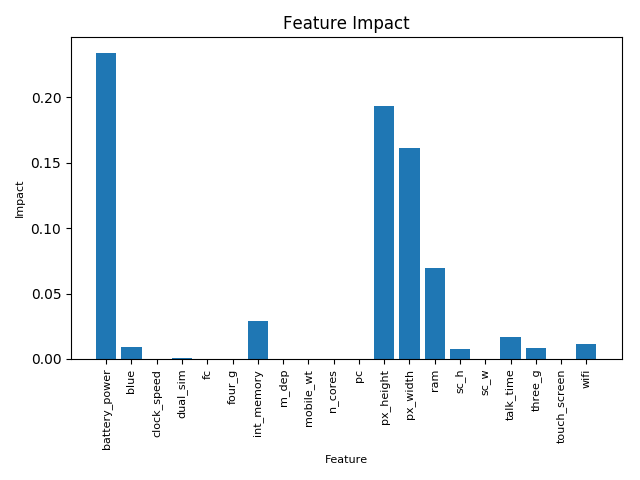 Feature Impact
Impact
0.20
0.15
0.10
0.05
0.00
battery_power
blue
clock_speed
dual_sim
fc
four_g
int_memory
m_dep
mobile_wt
n_cores
pc
px_height
px_width
ram
sc_h
sc_w
talk_time
three_g
touch_screen
wifi
Feature